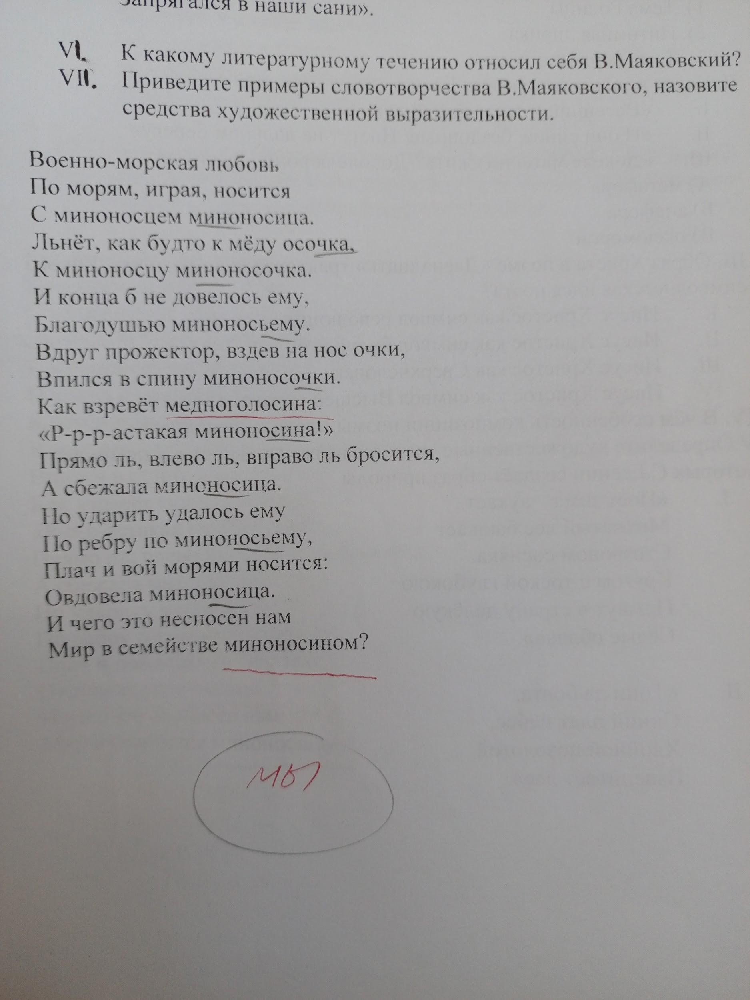 Запрягался в наши сани».
VI. К какому литературному течению относил себя В.Маяковский?
VII. Приведите примеры словотворчества В.Маяковского, назовите
средства художественной выразительности.
Военно-морская любовь
По морям, играя, носится
С миноносцем миноносица.
Льнёт, как будто к мёду осочка,
К миноносцу миноносочка.
И конца б не довелось ему,
Благодушью миноносьему.
Вдруг прожектор, вздев на нос очки,
Впился в спину миноносочки.
Как взревёт медноголосина:
«Р-р-р-астакая миноносина!»
Прямо ль, влево ль, вправо ль бросится,
А сбежала миноносица.
Но ударить удалось ему
По ребру по миноносьему,
Плач и вой морями носится:
Овдовела миноносица.
И чего это несносен нам
Мир в семействе миноносином?
мы